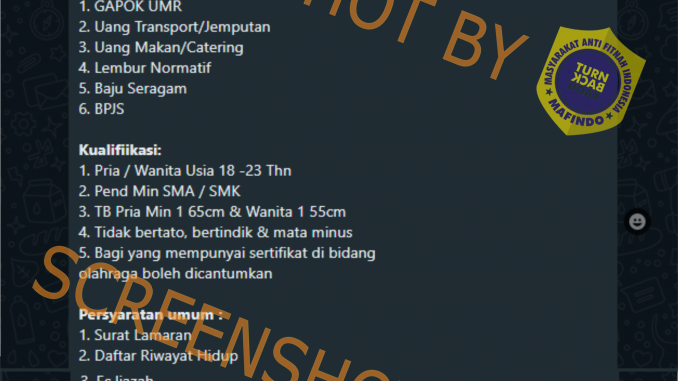 1. GAPOK UMR
2. Uang Transport/Jemputan
3. Uang Makan/Catering
4. Lembur Normatif
5. Baju Seragam
6. BPJS
Kualifiikasi:
1. Pria / Wanita Usia 18 -23 Thn
2. Pend Min SMA / SMK
3. TB Pria Min 1 65cm & Wanita 1 55cm
4. Tidak bertato, bertindik & mata minus
5. Bagi yang mempunyai sertifikat di bidang
olahraga boleh dicantumkan
Persyaratan umum :
1. Surat Lamaran
2. Daftar Riwayat Hidup
3. Fc Ijazah
HOT BY
SCREENSHO
MASYARAKAT ANTI FITNAH INDONESIA
TURN
BACK
MAFINDO